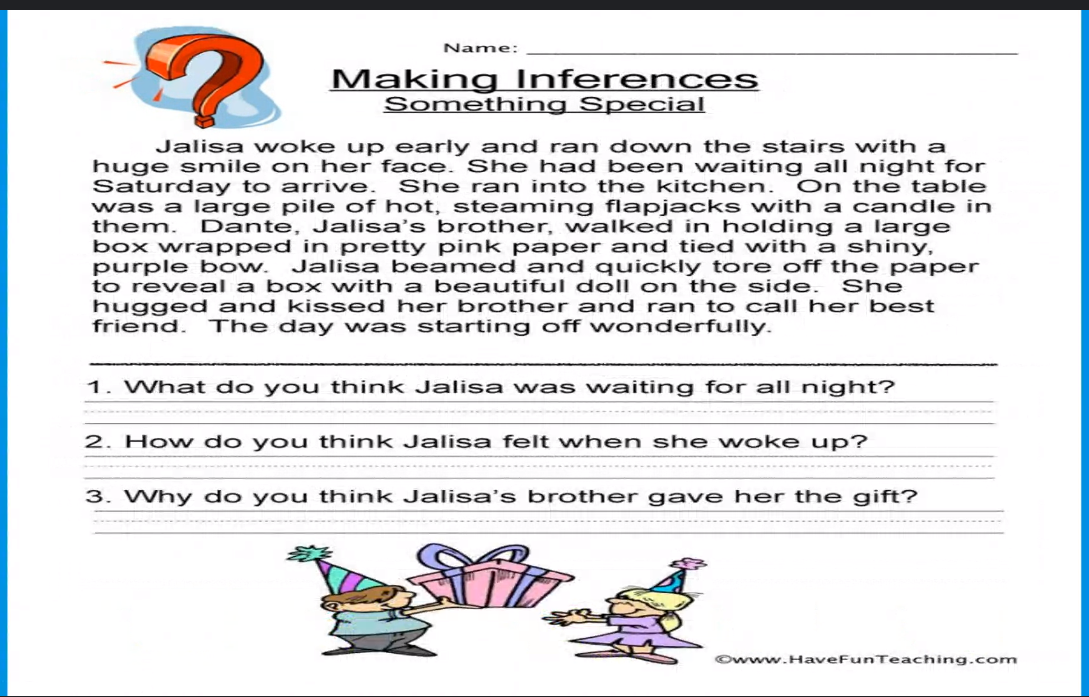 Name: ___
Making Inferences
Something Special
Jalisa woke up early and ran down the stairs with a
huge smile on her face. She had been waiting all night for
Saturday to arrive. She ran into the kitchen. On the table
was a large pile of hot, steaming flapjacks with a candle in
them. Dante, Jalisa's brother, walked in holding a large
box wrapped in pretty pink paper and tied with a shiny,
purple bow. Jalisa beamed and quickly tore off the paper
to reveal a box with a beautiful doll on the side. She
hugged and kissed her brother and ran to call her best
friend. The day was starting off wonderfully.
1. What do you think Jalisa was waiting for all night?
2. How do you think Jalisa felt when she woke up?
3. Why do you think Jalisa's brother gave her the gift?
©www.HaveFunTeaching.com